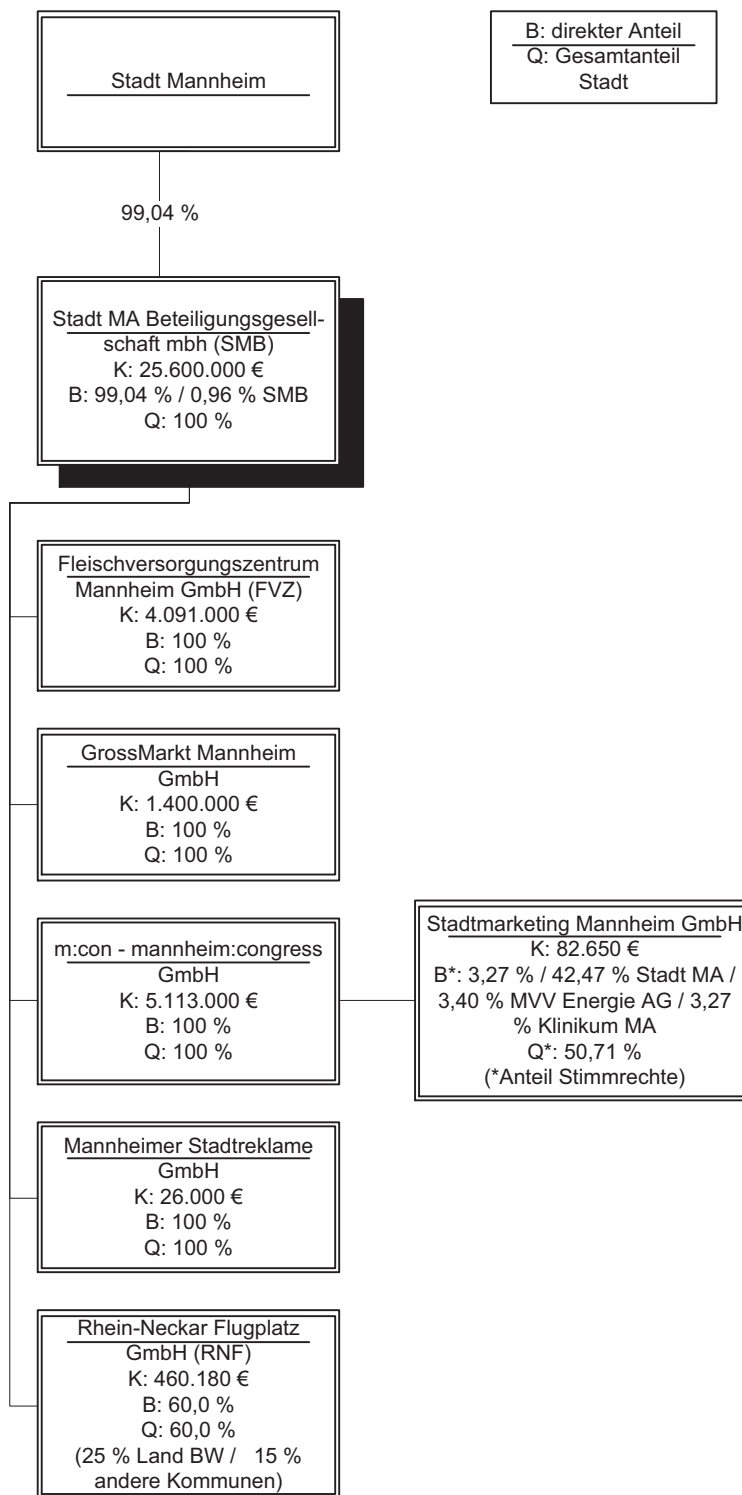 Stadt Mannheim
B: direkter Anteil
Q: Gesamtanteil
Stadt
99,04 %
Stadt MA Beteiligungsgesell-
schaft mbh (SMB)
K: 25.600.000 €
B: 99,04 % / 0,96 % SMB
Q: 100 %
Fleischversorgungszentrum
Mannheim GmbH (FVZ)
K: 4.091.000 €
B: 100 %
Q: 100 %
GrossMarkt Mannheim
GmbH
K: 1.400.000 €
B: 100 %
Q: 100 %
m:con - mannheim:congress
GmbH
K: 5.113.000 €
B: 100 %
Q: 100 %
Stadtmarketing Mannheim GmbH
K: 82.650 €
B*: 3,27 % / 42,47 % Stadt MA /
3,40 % MVV Energie AG / 3,27
% Klinikum MA
Q*: 50,71 %
(*Anteil Stimmrechte)
Mannheimer Stadtreklame
GmbH
K: 26.000 €
B: 100 %
Q: 100 %
Rhein-Neckar Flugplatz
GmbH (RNF)
K: 460.180 €
B: 60,0 %
Q: 60,0 %
(25 % Land BW / 15 %
andere Kommunen)